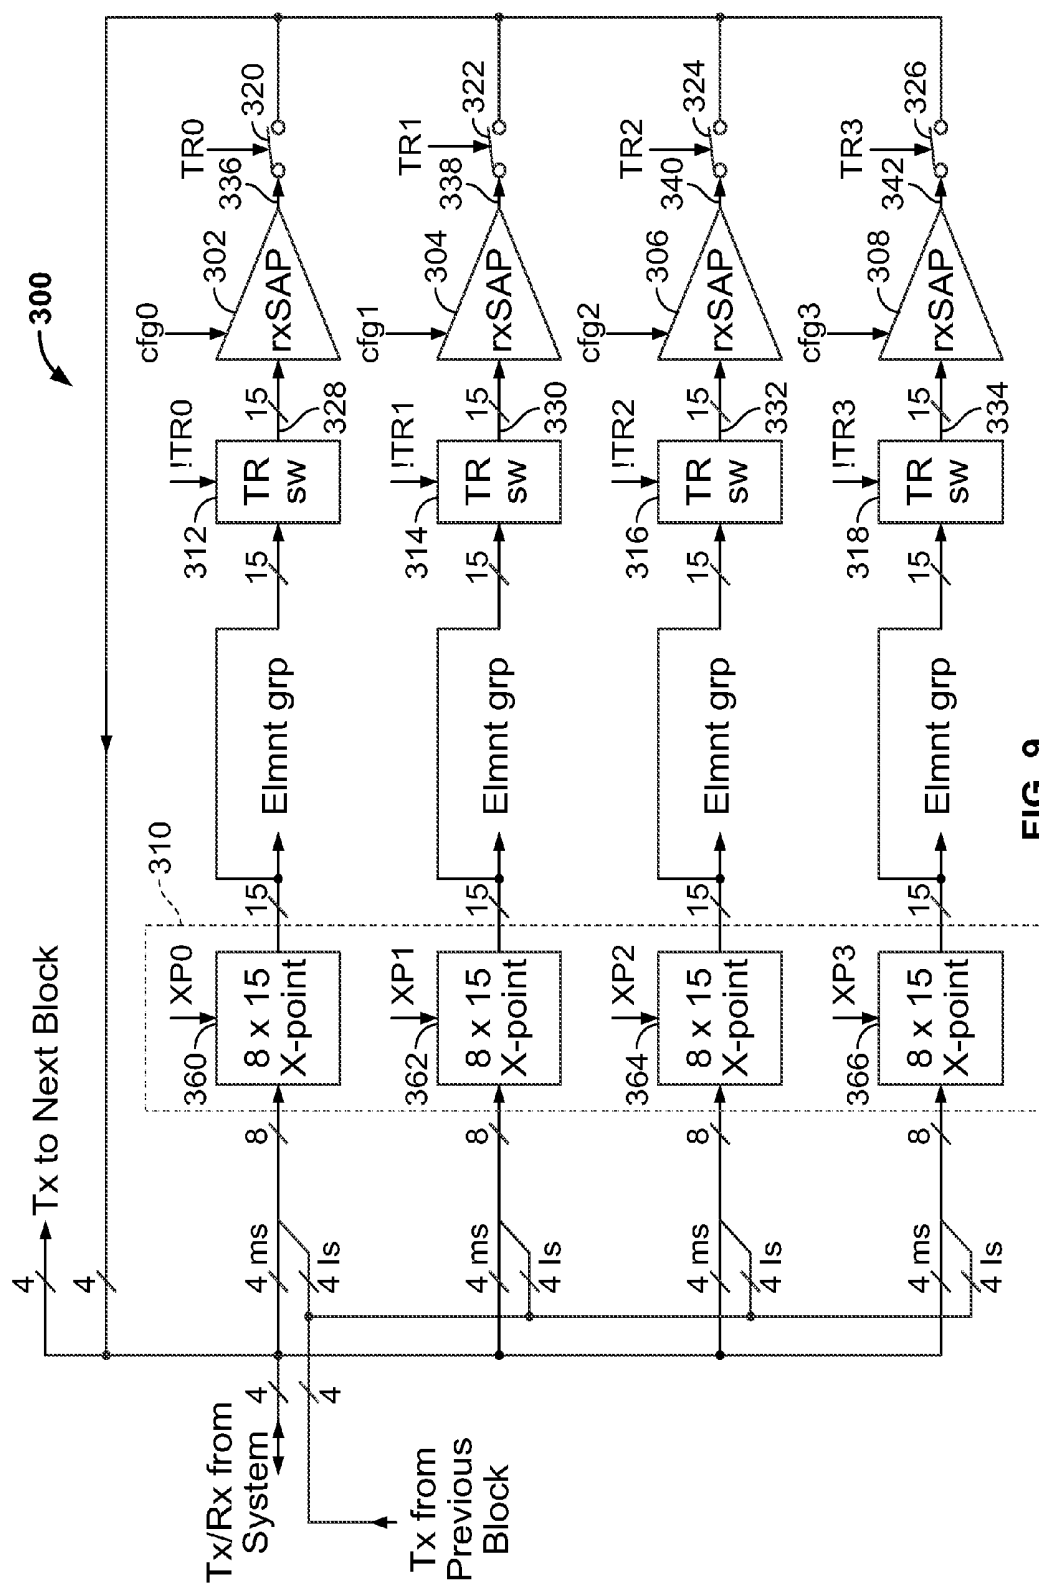 300
Tx to Next Block
4
4
310
Tx/Rx from
System
4
4
Tx from
Previous
Block
4 ms
4 ls
8
360
XP0
8 x 15
X-point
15
Elmnt grp
15
312
!TR0
TR
sw
15
328
cfg0
302
rxSAP
336
TR0
320
4 ms
4 ls
8
362
XP1
8 x 15
X-point
15
Elmnt grp
15
314
!TR1
TR
sw
15
330
cfg1
304
rxSAP
338
TR1
322
4 ms
4 ls
8
364
XP2
8 x 15
X-point
15
Elmnt grp
15
316
!TR2
TR
sw
15
332
cfg2
306
rxSAP
340
TR2
324
4 ms
4 ls
8
366
XP3
8 x 15
X-point
15
Elmnt grp
15
318
!TR3
TR
sw
15
334
cfg3
308
rxSAP
342
TR3
326
FIG. 9